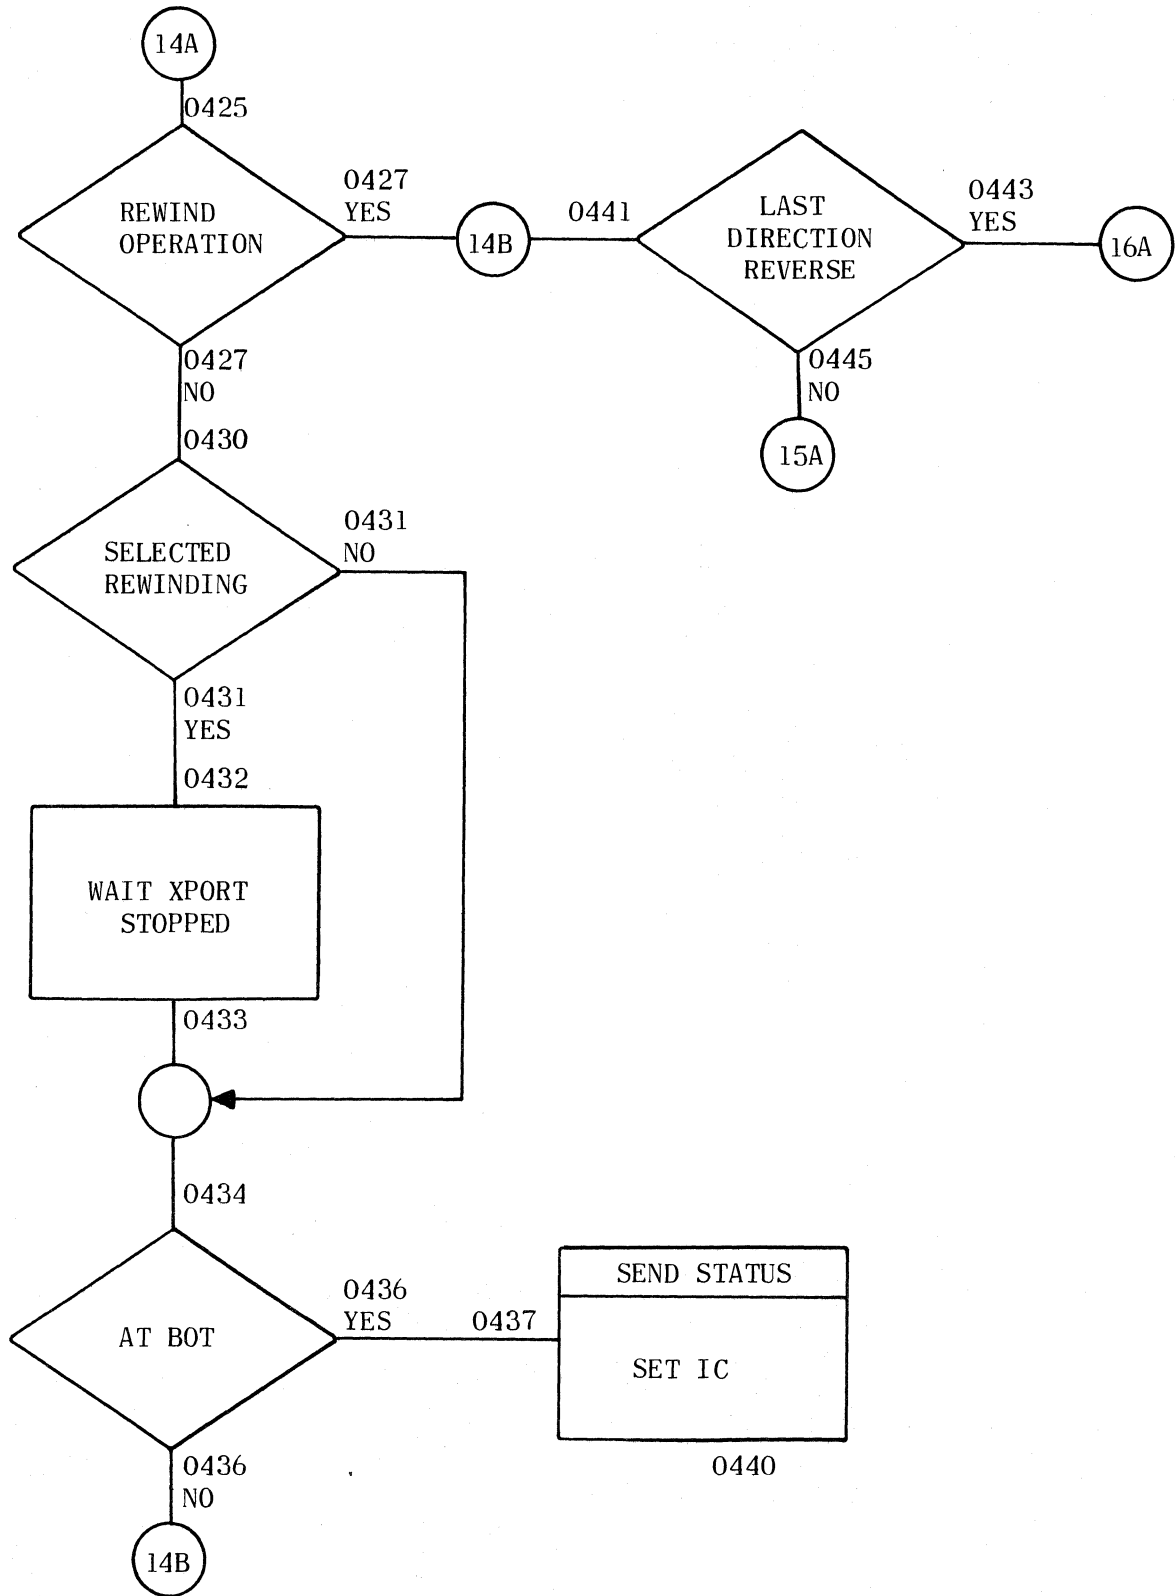 14A
0425
REWIND
OPERATION
0427
YES
14B
0441
LAST
DIRECTION
REVERSE
0443
YES
16A
0427
NO
0445
NO
15A
0430
SELECTED
REWINDING
0431
NO
0431
YES
0432
WAIT XPORT
STOPPED
0433
0434
AT BOT
0436
YES
0437
SEND STATUS
SET IC
0440
0436
NO
14B